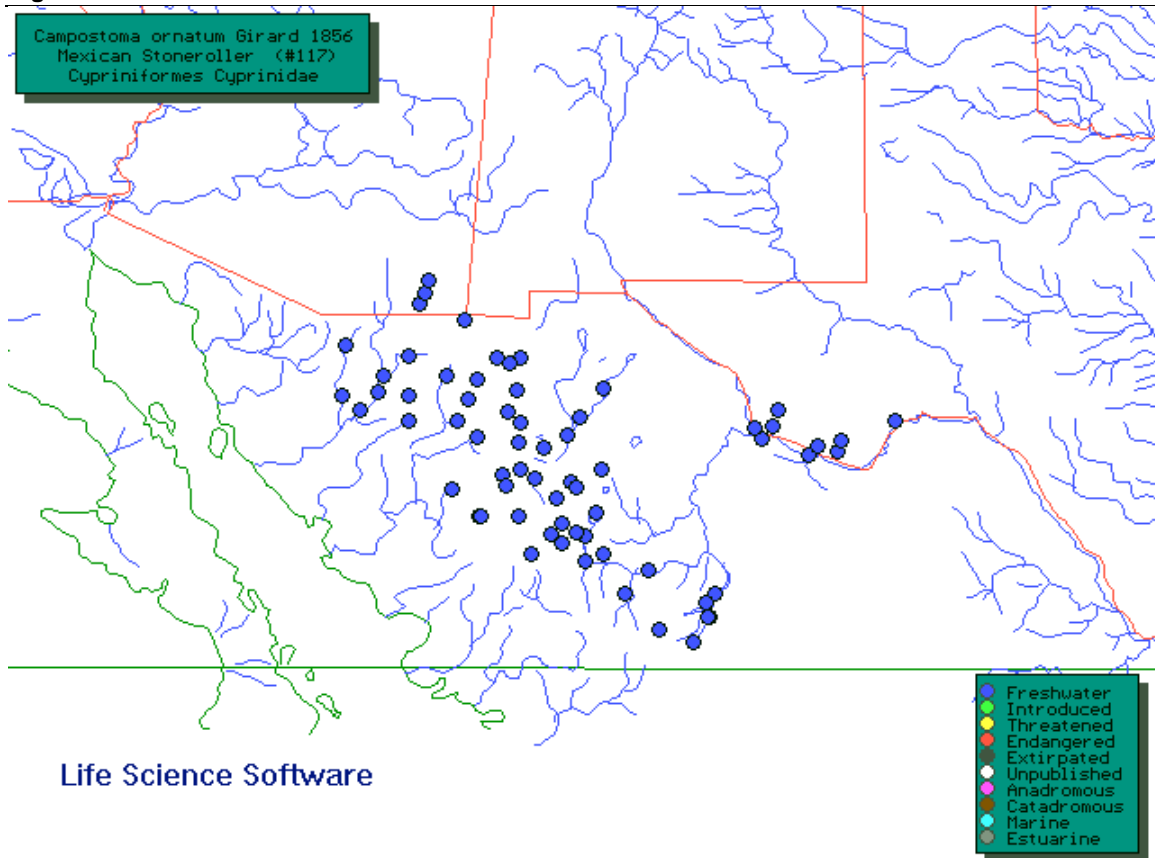 Campostoma ornatum Girard 1856
Mexican Stoneroller (#117)
Cypriniformes Cyprinidae
Freshwater
Introduced
Threatened
Endangered
Extirpated
Unpublished
Anadromous
Catadromous
Marine
Estuarine
Life Science Software